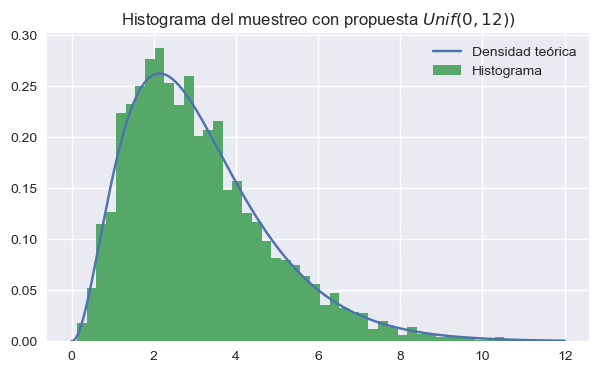 Histograma del muestreo con propuesta Unif(0, 12))
Densidad teórica
Histograma
0.30
0.25
0.20
0.15
0.10
0.05
0.00
0 2 4 6 8 10 12